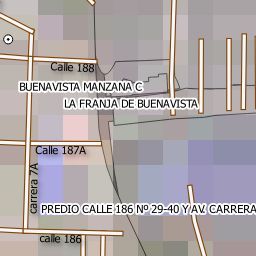 Calle 188
BUENAVISTA MANZANA C
LA FRANJA DE BUENAVISTA
Calle 187A
carrera 7A
PREDIO CALLE 186 Nº 29-40 Y AV. CARRERA
calle 186